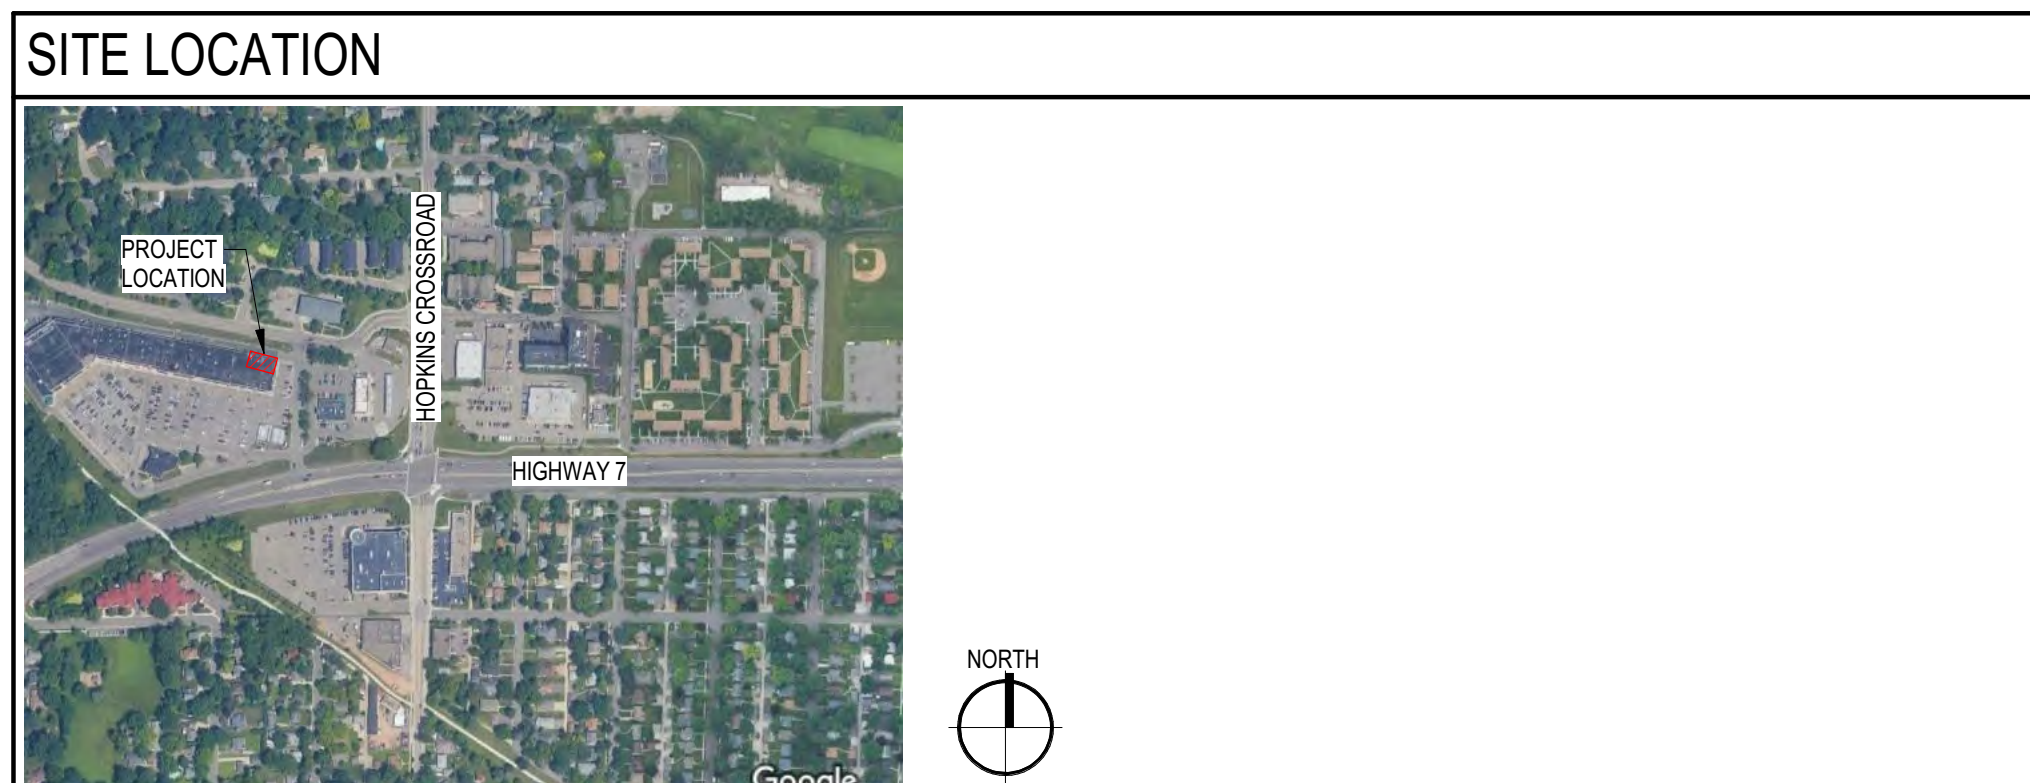 SITE LOCATION
PROJECT
LOCATION
HOPKINS CROSSROAD
HIGHWAY 7
NORTH
Google